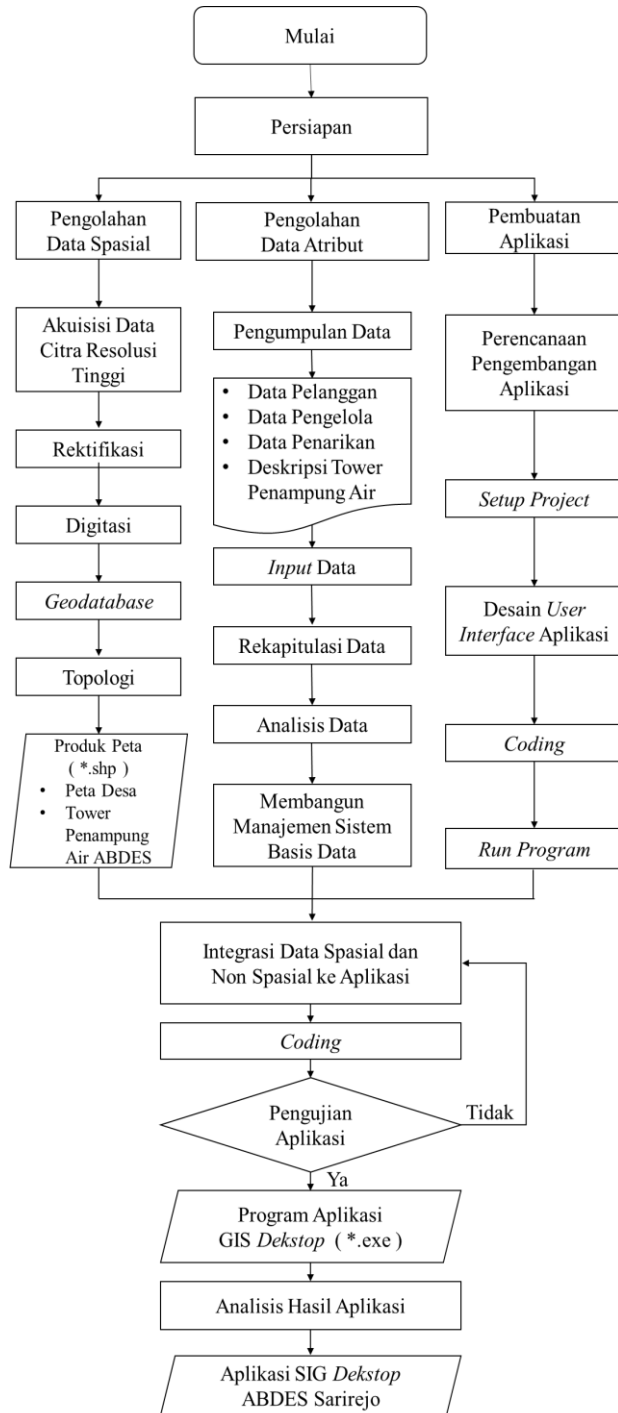 Mulai
Persiapan
Pengolahan
Data Spasial
Akuisisi Data
Citra Resolusi
Tinggi
Rektifikasi
Digitasi
Geodatabase
Topologi
Produk Peta
( *.shp )
• Peta Desa
• Tower
Penampung
Air ABDES
Pengolahan
Data Atribut
Pengumpulan Data
• Data Pelanggan
• Data Pengelola
• Data Penarikan
• Deskripsi Tower
Penampung Air
Input Data
Rekapitulasi Data
Analisis Data
Membangun
Manajemen Sistem
Basis Data
Pembuatan
Aplikasi
Perencanaan
Pengembangan
Aplikasi
Setup Project
Desain User
Interface Aplikasi
Coding
Run Program
Integrasi Data Spasial dan
Non Spasial ke Aplikasi
Coding
Pengujian
Aplikasi
Tidak
Ya
Program Aplikasi
GIS Dekstop ( *.exe )
Analisis Hasil Aplikasi
Aplikasi SIG Dekstop
ABDES Sarirejo